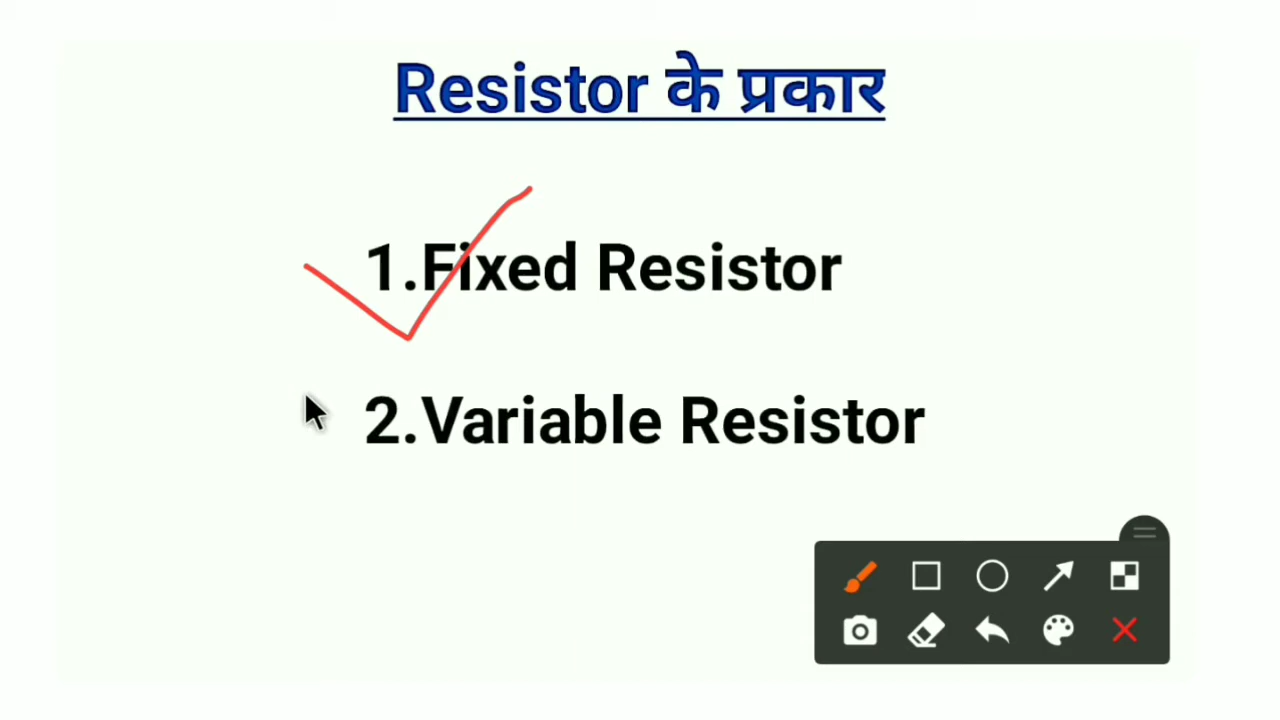 Resistor के प्रकार
1.Fixed Resistor
2.Variable Resistor